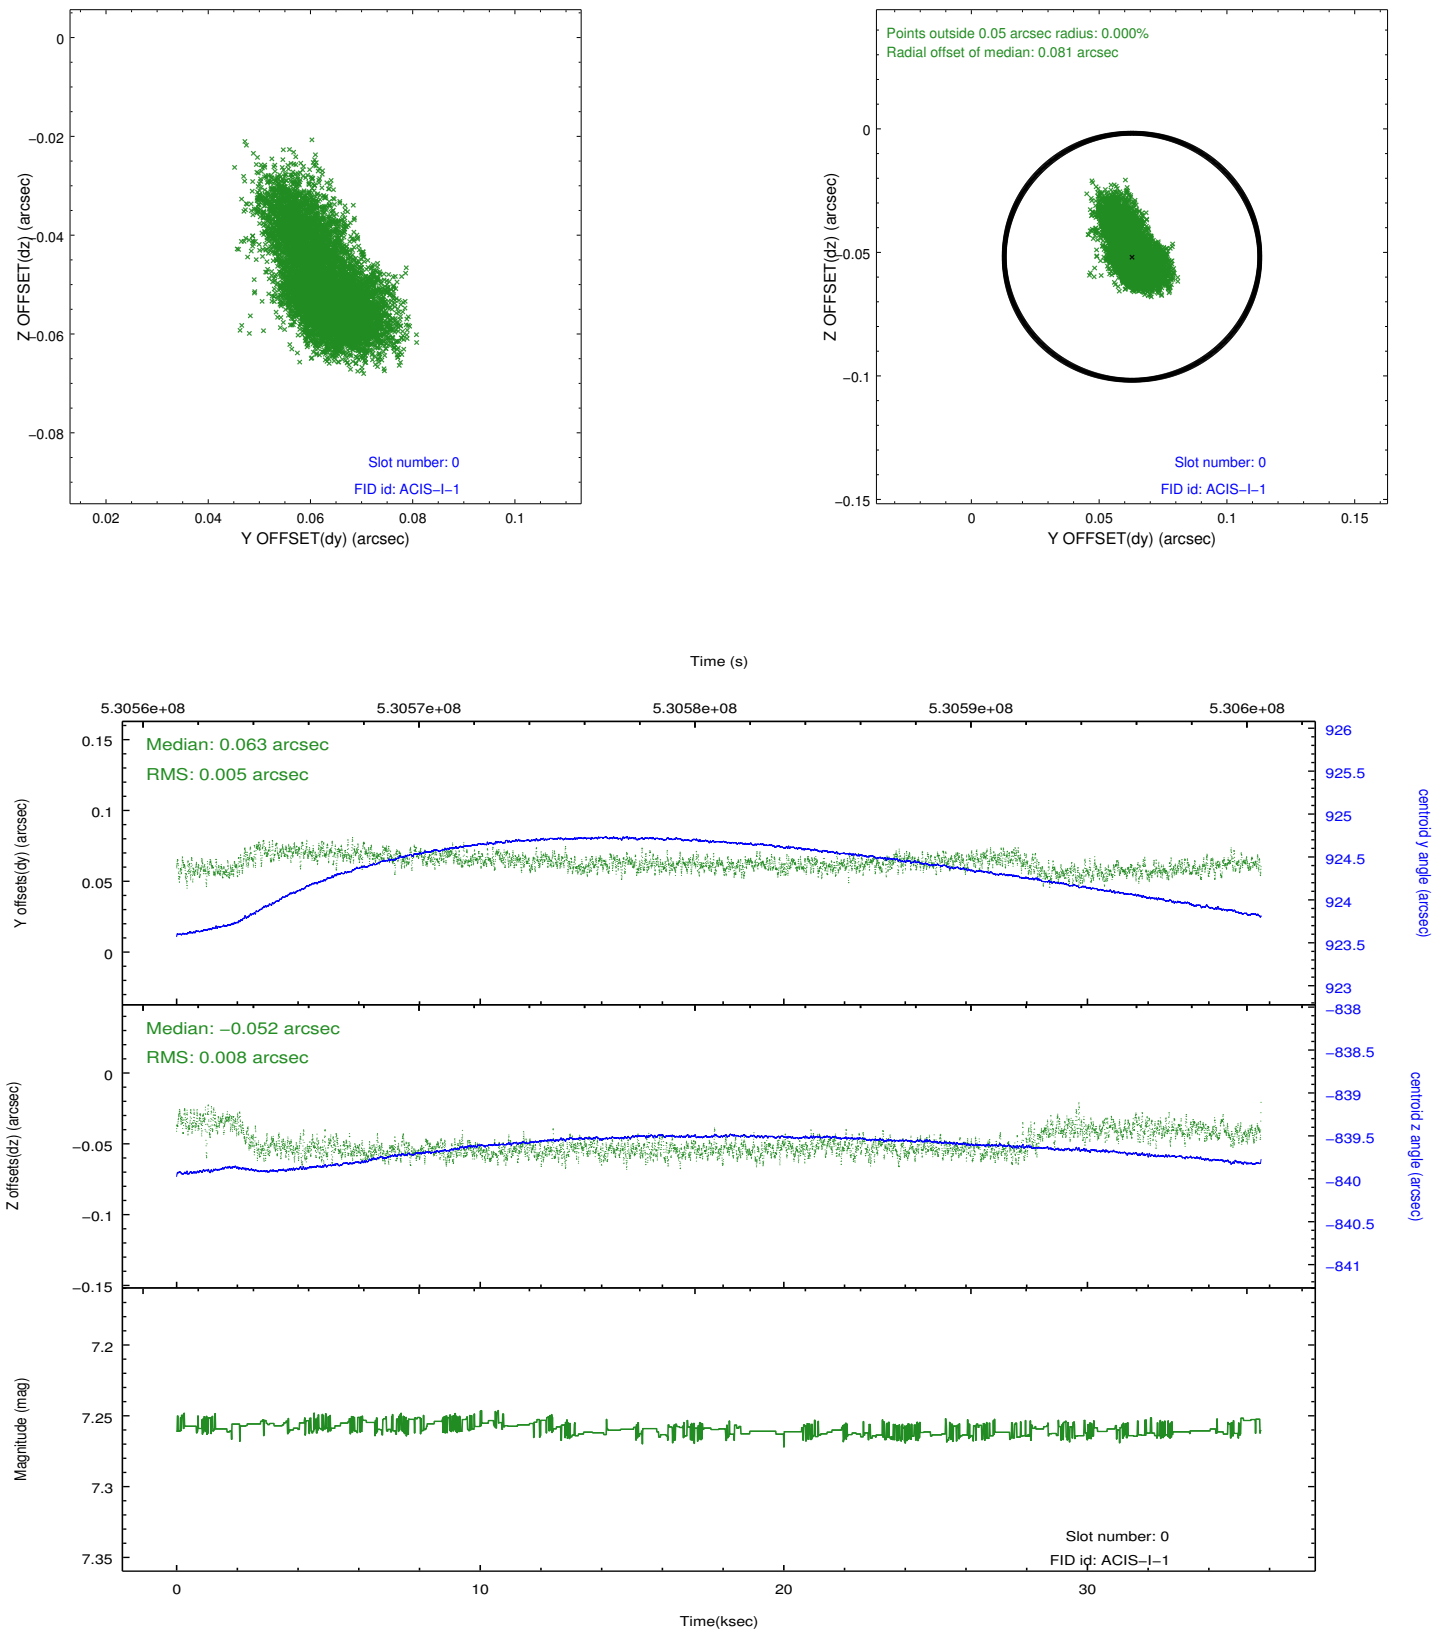 0
−0.02
−0.04
−0.06
−0.08
Z OFFSET(dz) (arcsec)
Slot number: 0
FID id: ACIS−I−1
0.02 0.04 0.06 0.08 0.1
Y OFFSET(dy) (arcsec)
Points outside 0.05 arcsec radius: 0.000%
Radial offset of median: 0.081 arcsec
0
−0.05
−0.1
−0.15
Z OFFSET(dz) (arcsec)
Slot number: 0
FID id: ACIS−I−1
0 0.05 0.1 0.15
Y OFFSET(dy) (arcsec)
Time (s)
5.3056e+08 5.3057e+08 5.3058e+08 5.3059e+08 5.306e+08
Median: 0.063 arcsec
RMS: 0.005 arcsec
0.15
0.1
0.05
0
Y offsets(dy) (arcsec)
926
925.5
925
924.5
924
923.5
923
centroid y angle (arcsec)
Median: −0.052 arcsec
RMS: 0.008 arcsec
0
−0.05
−0.1
−0.15
Z offsets(dz) (arcsec)
−838
−838.5
−839
−839.5
−840
−840.5
−841
centroid z angle (arcsec)
7.2
7.25
7.3
7.35
Magnitude (mag)
Slot number: 0
FID id: ACIS−I−1
0 10 20 30
Time(ksec)